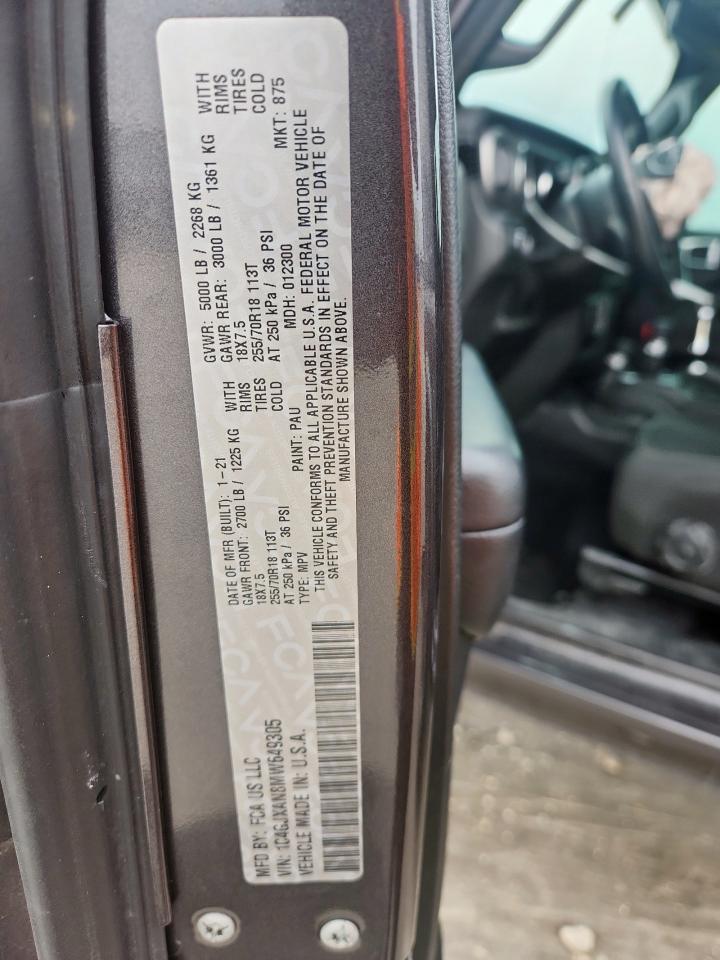 MFD BY: FCA US LLC
DATE OF MFR (BUILT): 1-21
GVWR: 5000 LB / 2268 KG
GAWR FRONT: 2700 LB / 1225 KG WITH
GAWR REAR: 3000 LB / 1361 KG WITH
18X7.5 RIMS
18X7.5 RIMS
255/70R18 113T TIRES
255/70R18 113T TIRES
AT 250 kPa / 36 PSI COLD
AT 250 kPa / 36 PSI COLD
VIN: 1C4GJXAN8MW649305
TYPE: MPV
PAINT: PAU
MDH: 012300
MKT: 875
VEHICLE MADE IN: U.S.A.
THIS VEHICLE CONFORMS TO ALL APPLICABLE U.S.A. FEDERAL MOTOR VEHICLE
SAFETY AND THEFT PREVENTION STANDARDS IN EFFECT ON THE DATE OF
MANUFACTURE SHOWN ABOVE.